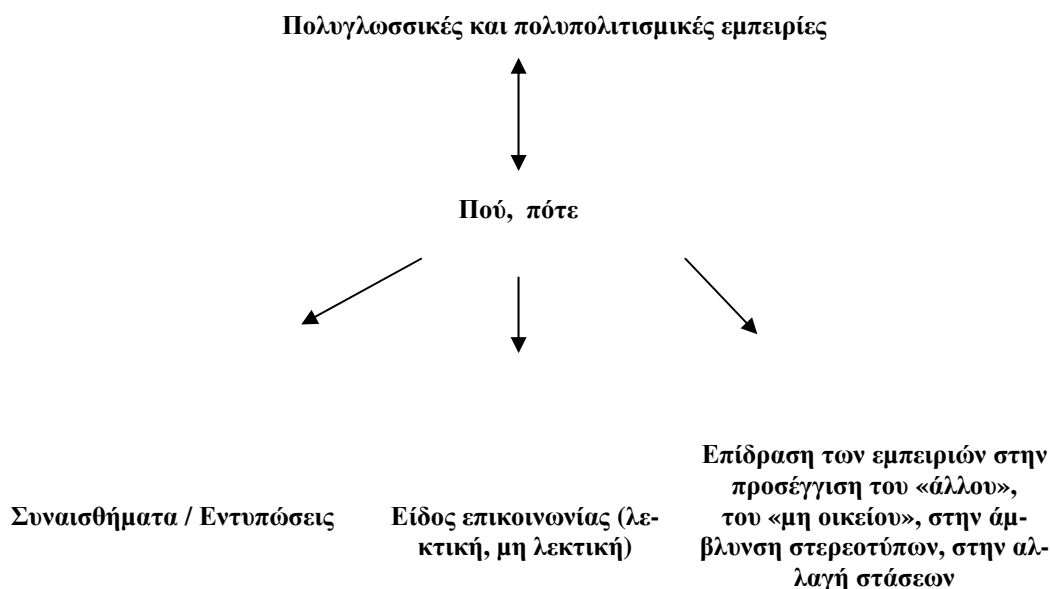 Πολυγλωσσικές και πολυπολιτισμικές εμπειρίες
Πού, πότε
Συναισθήματα / Εντυπώσεις
Είδος επικοινωνίας (λε-
κτική, μη λεκτική)
Επίδραση των εμπειριών στην
προσέγγιση του «άλλου»,
του «μη οικείου», στην άμ-
βλυνση στερεοτύπων, στην αλ-
λαγή στάσεων